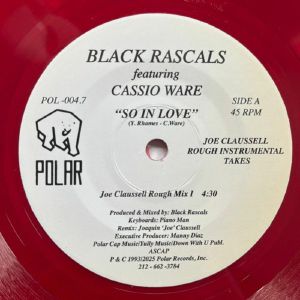 BLACK RASCALS
featuring
CASSIO WARE
POL-004.7
"SO IN LOVE"
(Y. Rhames - C.Ware)
SIDE A
45 RPM
POLAR
JOE CLAUSSELL
ROUGH INSTRUMENTAL
TAKES
Joe Claussell Rough Mix 1 4:30
Produced & Mixed by: Black Rascals
Keyboards: Piano Man
Remix: Joaquin 'Joe' Claussell
Executive Producer: Manny Diaz
Polar Cap Music/Yully Music/Down With U Publ.
ASCAP
P & C 1993/2025 Polar Records, Inc.
212 - 662 -3764